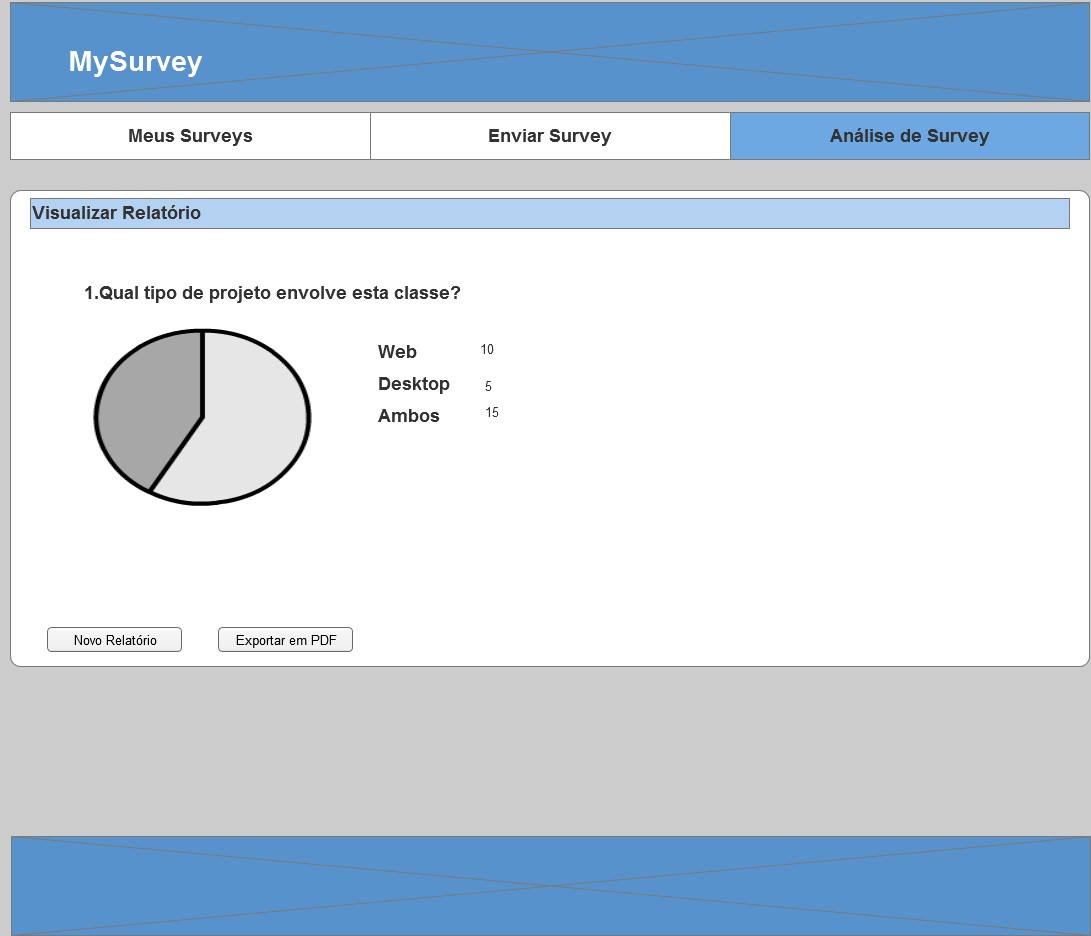 MySurvey
Meus Surveys
Enviar Survey
Análise de Survey
Visualizar Relatório
1.Qual tipo de projeto envolve esta classe?
Web 10
Desktop 5
Ambos 15
Novo Relatório
Exportar em PDF